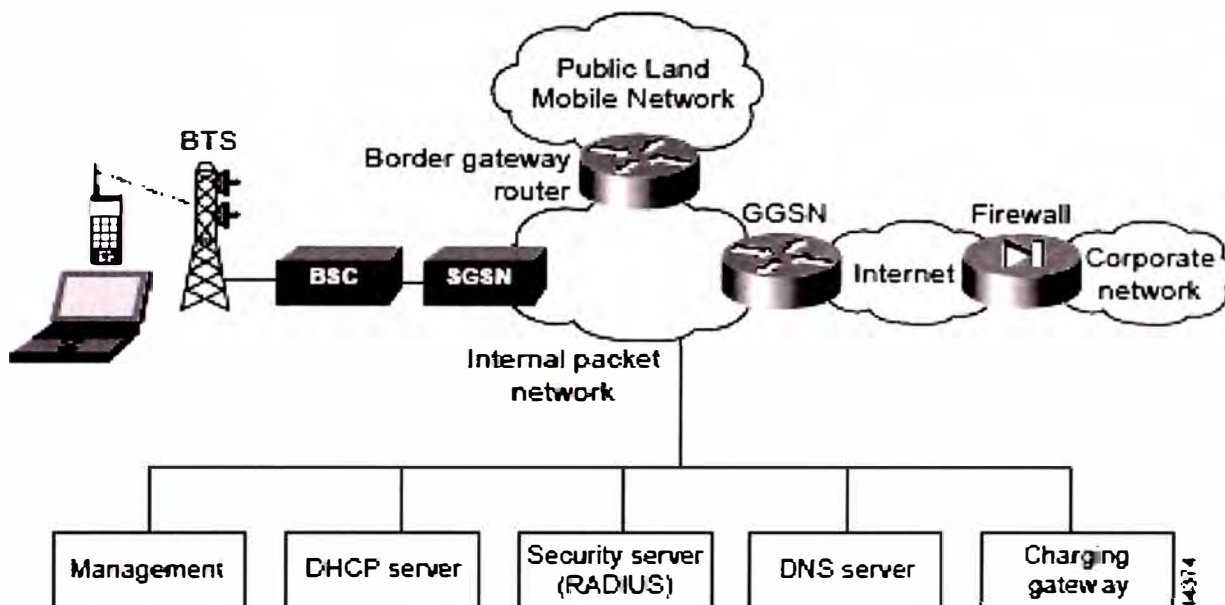 Public Land
Mobile Network
BTS
Border gateway
router
GGSN
Firewall
BSC
SGSN
Internet
Corporate
network
Internal packet
network
Management
DHCP server
Security server
(RADIUS)
DNS server
Charging
gateway